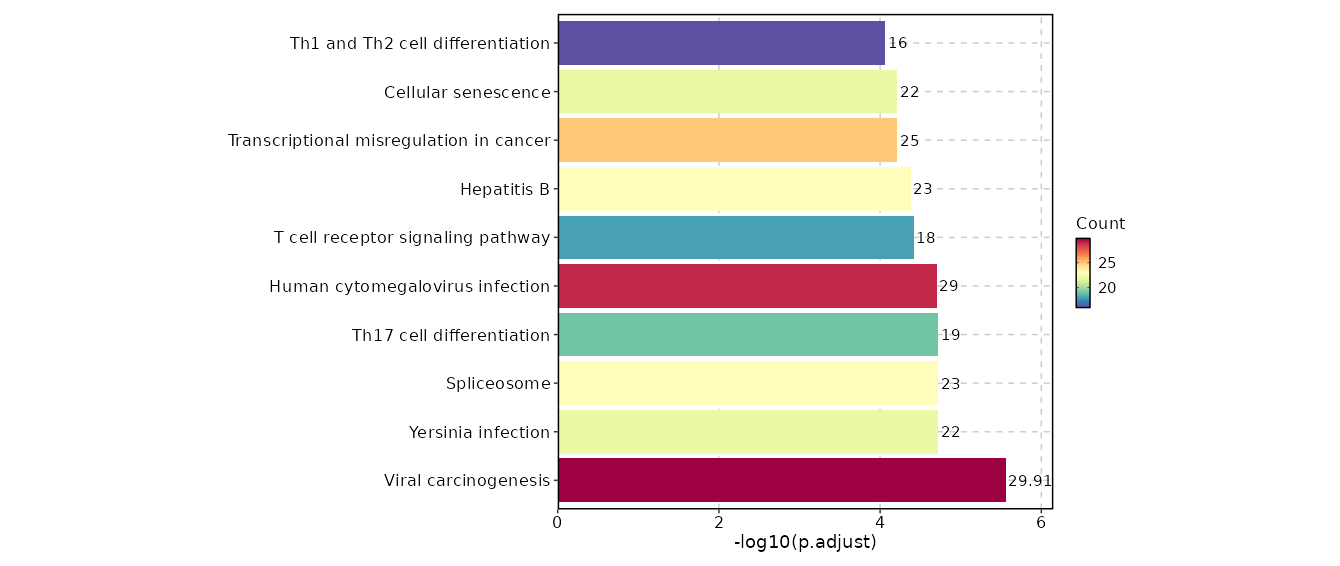 Th1 and Th2 cell differentiation 16
Cellular senescence 22
Transcriptional misregulation in cancer 25
Hepatitis B 23
T cell receptor signaling pathway 18
Human cytomegalovirus infection 29
Th17 cell differentiation 19
Spliceosome 23
Yersinia infection 22
Viral carcinogenesis 29.91
0 2 4 6
-log10(p.adjust)
Count
25
20